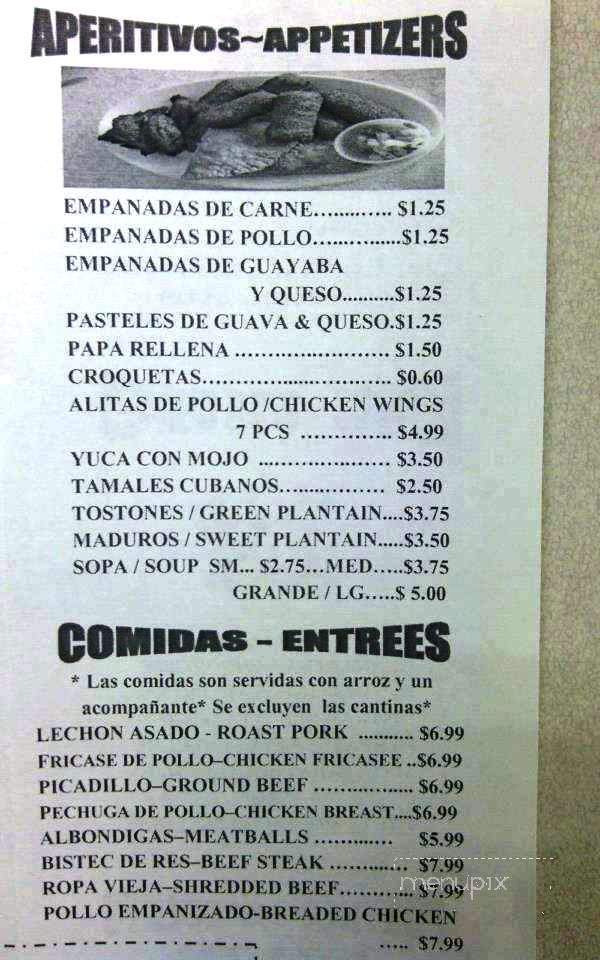 APERITIVOS~APPETIZERS
EMPANADAS DE CARNE............ $1.25
EMPANADAS DE POLLO.............$1.25
EMPANADAS DE GUAYABA
Y QUESO..........$1.25
PASTELES DE GUAVA & QUESO.$1.25
PAPA RELLENA ........................ $1.50
CROQUETAS............................. $0.60
ALITAS DE POLLO /CHICKEN WINGS
7 PCS .............. $4.99
YUCA CON MOJO .................... $3.50
TAMALES CUBANOS................ $2.50
TOSTONES / GREEN PLANTAIN....$3.75
MADUROS / SWEET PLANTAIN.....$3.50
SOPA / SOUP SM... $2.75...MED.....$3.75
GRANDE / LG.....$ 5.00
COMIDAS - ENTREES
* Las comidas son servidas con arroz y un
acompañante* Se excluyen las cantinas*
LECHON ASADO - ROAST PORK ........... $6.99
FRICASE DE POLLO–CHICKEN FRICASEE ..$6.99
PICADILLO–GROUND BEEF .................. $6.99
PECHUGA DE POLLO–CHICKEN BREAST....$6.99
ALBONDIGAS–MEATBALLS ............ $5.99
BISTEC DE RES–BEEF STEAK ............. $7.99
ROPA VIEJA–SHREDDED BEEF............ $7.99
menupix
POLLO EMPANIZADO-BREADED CHICKEN
..... $7.99